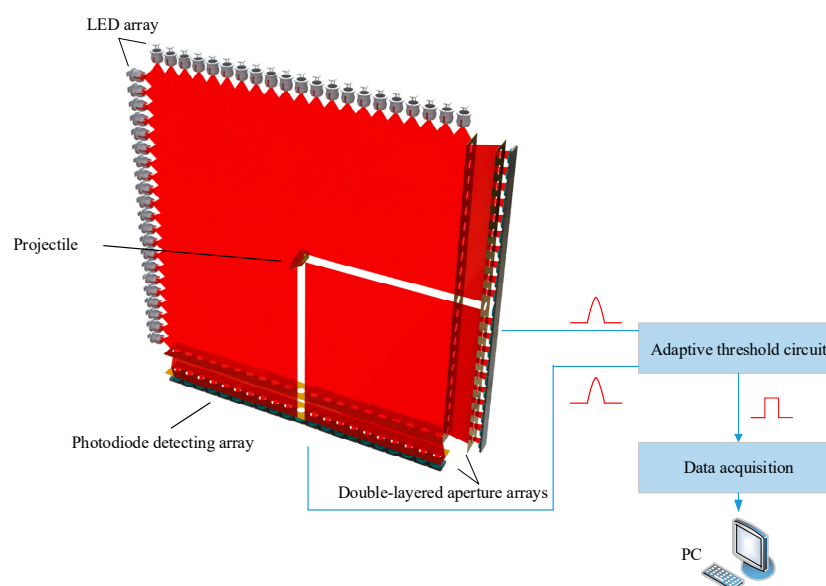 LED array
Projectile
Adaptive threshold circuit
Photodiode detecting array
Data acquisition
Double-layered aperture arrays
PC